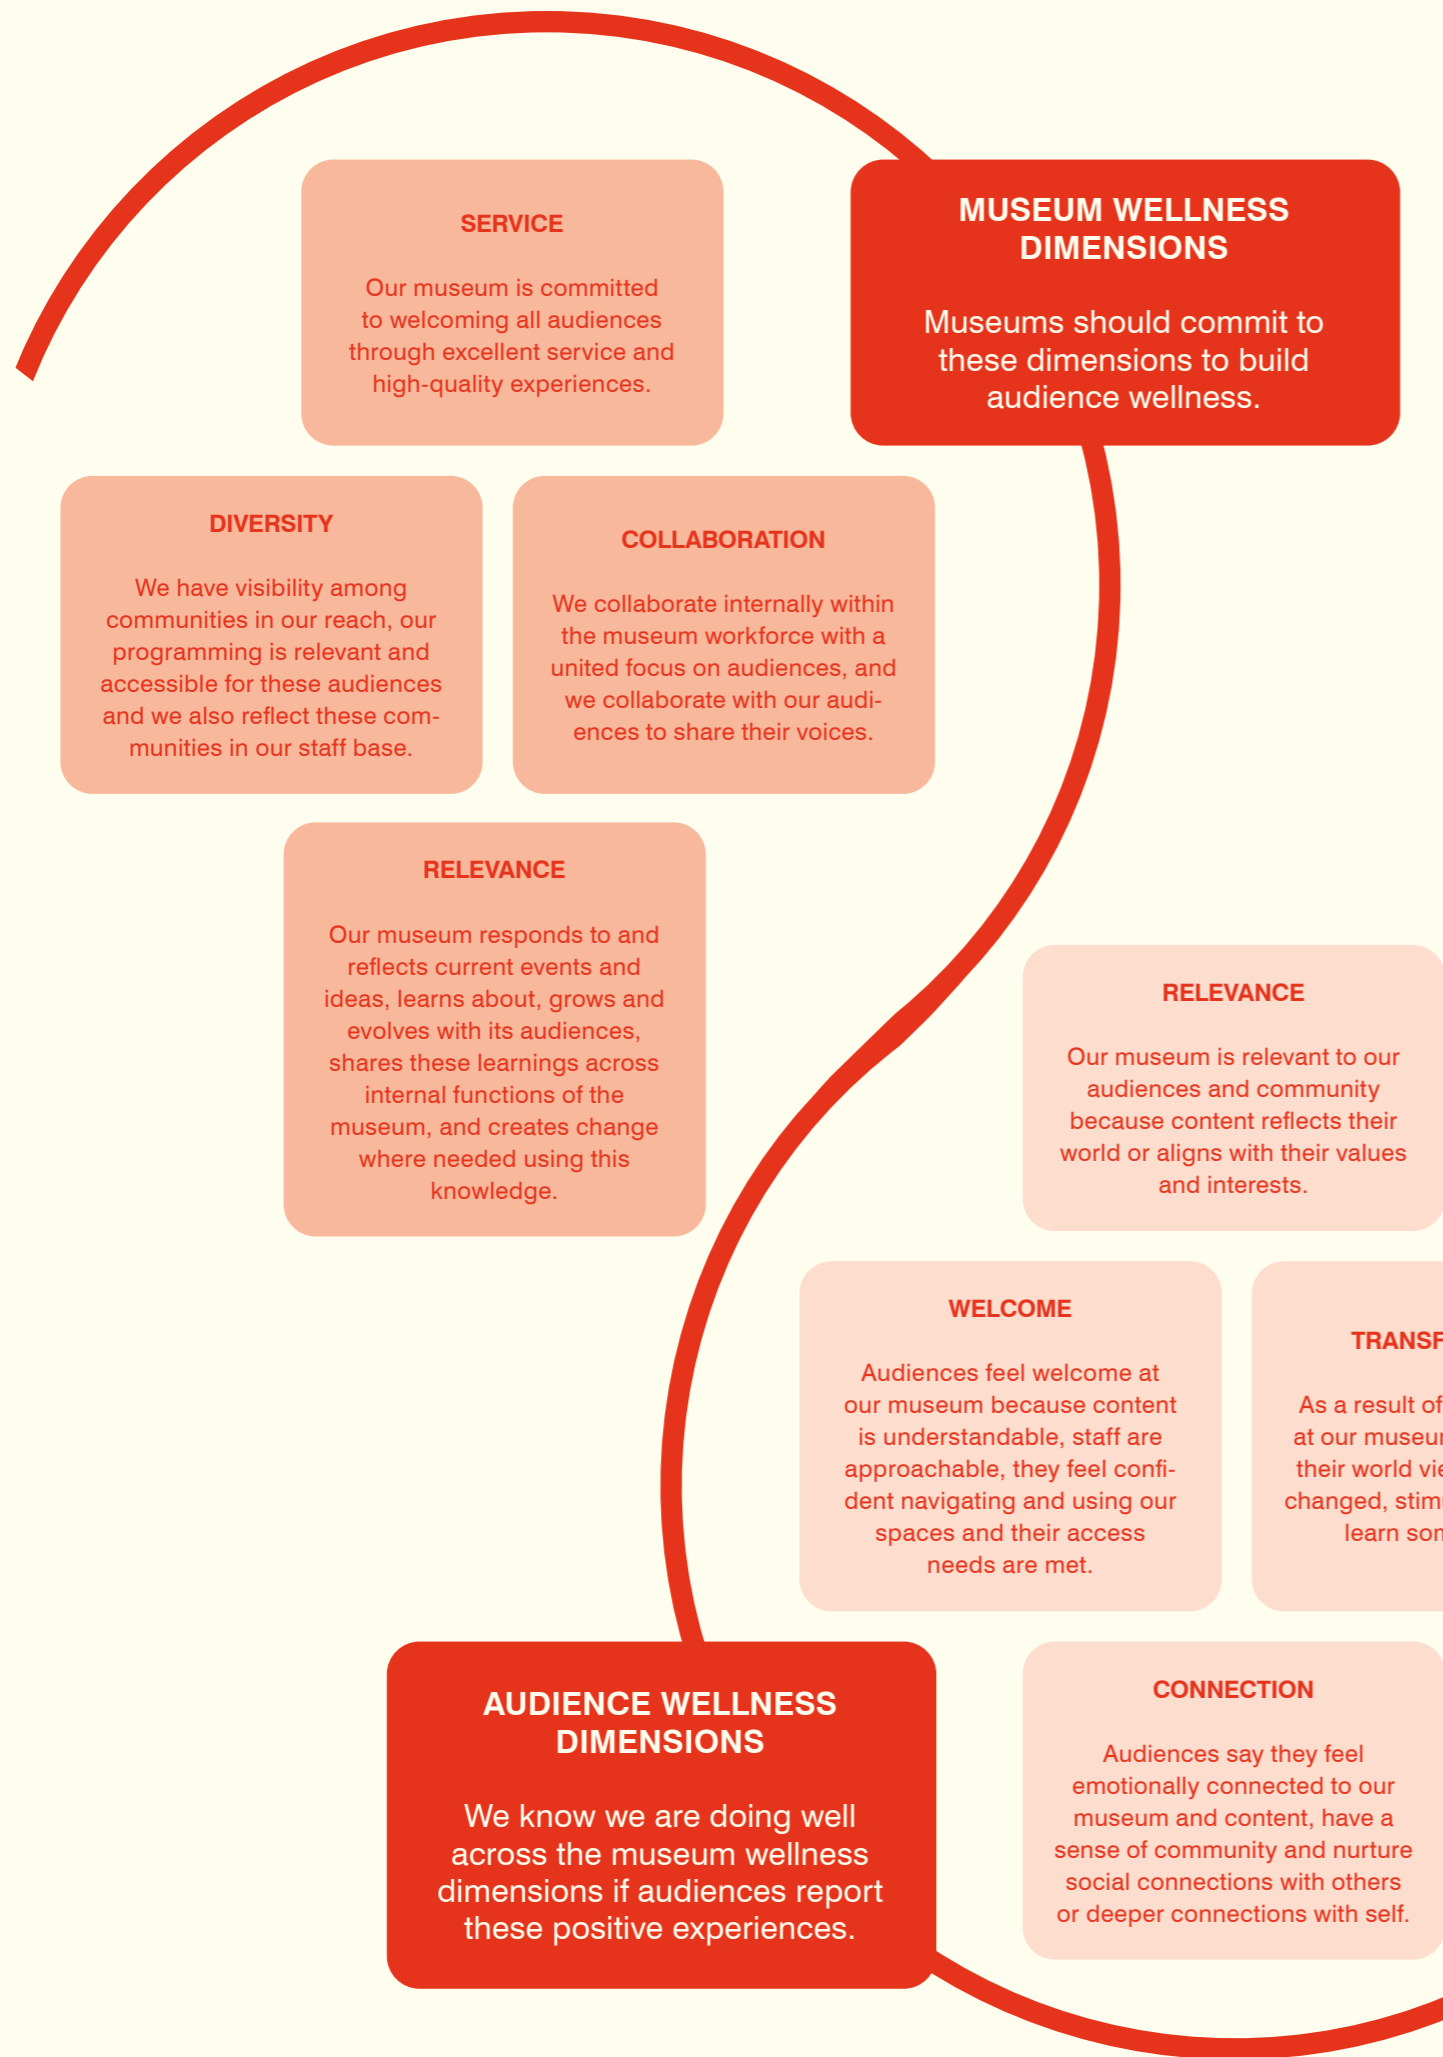 SERVICE
Our museum is committed
to welcoming all audiences
through excellent service and
high-quality experiences.
MUSEUM WELLNESS
DIMENSIONS
Museums should commit to
these dimensions to build
audience wellness.
DIVERSITY
We have visibility among
communities in our reach, our
programming is relevant and
accessible for these audiences
and we also reflect these com-
munities in our staff base.
COLLABORATION
We collaborate internally within
the museum workforce with a
united focus on audiences, and
we collaborate with our audi-
ences to share their voices.
RELEVANCE
Our museum responds to and
reflects current events and
ideas, learns about, grows and
evolves with its audiences,
shares these learnings across
internal functions of the
museum, and creates change
where needed using this
knowledge.
RELEVANCE
Our museum is relevant to our
audiences and community
because content reflects their
world or aligns with their values
and interests.
WELCOME
Audiences feel welcome at
our museum because content
is understandable, staff are
approachable, they feel confi-
dent navigating and using our
spaces and their access
needs are met.
As a result of
at our
their world
changed,
learn
CONNECTION
Audiences say they feel
emotionally connected to our
museum and content, have a
sense of community and nurture
social connections with others
or deeper connections with self.
AUDIENCE WELLNESS
DIMENSIONS
We know we are doing well
across the museum wellness
dimensions if audiences report
these positive experiences.